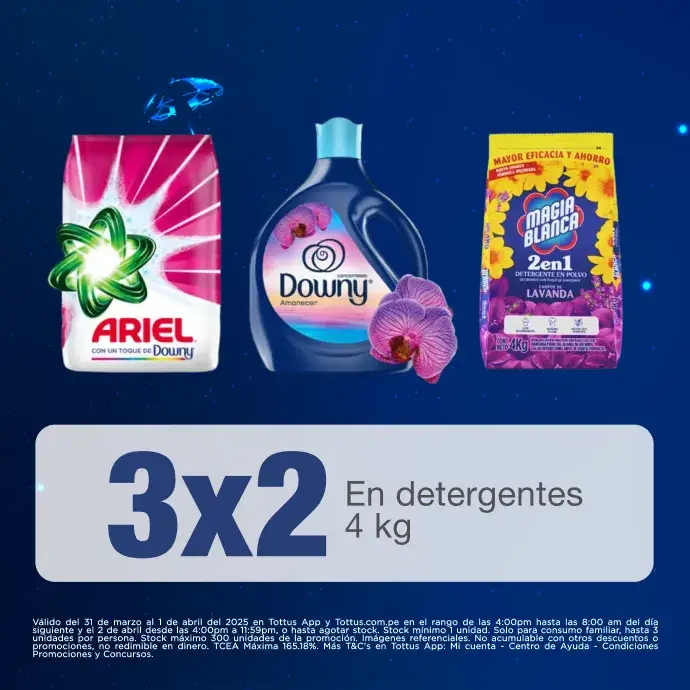 ARIEL
CON UN TOQUE DE Downy
CONCENTRADO
Downy
Amanecer
MAYOR EFICACIA Y AHORRO
MAGIA
BLANCA
2en1
DETERGENTE EN POLVO
CAMPOS DE
LAVANDA
4Kg
3x2
En detergentes
4 kg
Válido del 31 de marzo al 1 de abril del 2025 en Tottus App y Tottus.com.pe en el rango de las 4:00pm hasta las 8:00 am del día
siguiente y el 2 de abril desde las 4:00pm a 11:59pm, o hasta agotar stock. Stock mínimo 1 unidad. Solo para consumo familiar, hasta 3
unidades por persona. Stock máximo 300 unidades de la promoción. Imágenes referenciales. No acumulable con otros descuentos o
promociones, no redimible en dinero. TCEA Máxima 165.18%. Más T&C's en Tottus App: Mi cuenta - Centro de Ayuda - Condiciones
Promociones y Concursos.